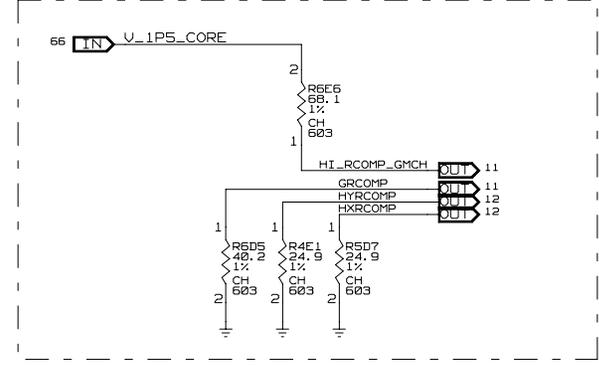 66 IN V_1P5_CORE
2
R6E6
68.1
1%
CH
603
1
HI_RCOMP_GMCH OUT 11
GRCOMP OUT 11
HYRCOMP OUT 12
HXRCOMP OUT 12
1 1 1
R6D5 R4E1 R5D7
40.2 24.9 24.9
1% 1% 1%
CH CH CH
603 603 603
2 2 2